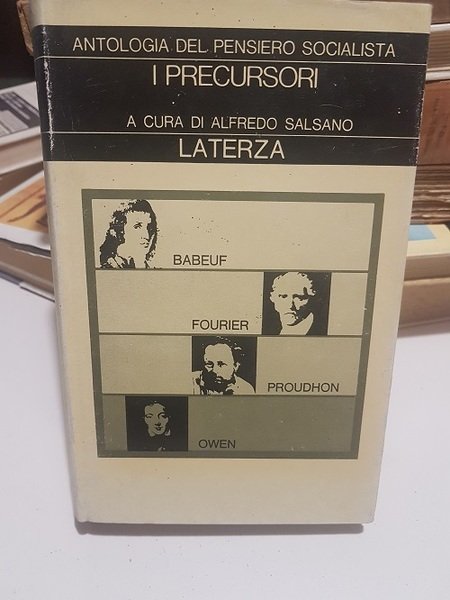 ANTOLOGIA DEL PENSIERO SOCIALISTA
I PRECURSORI
A CURA DI ALFREDO SALSANO
LATERZA
BABEUF
FOURIER
PROUDHON
OWEN